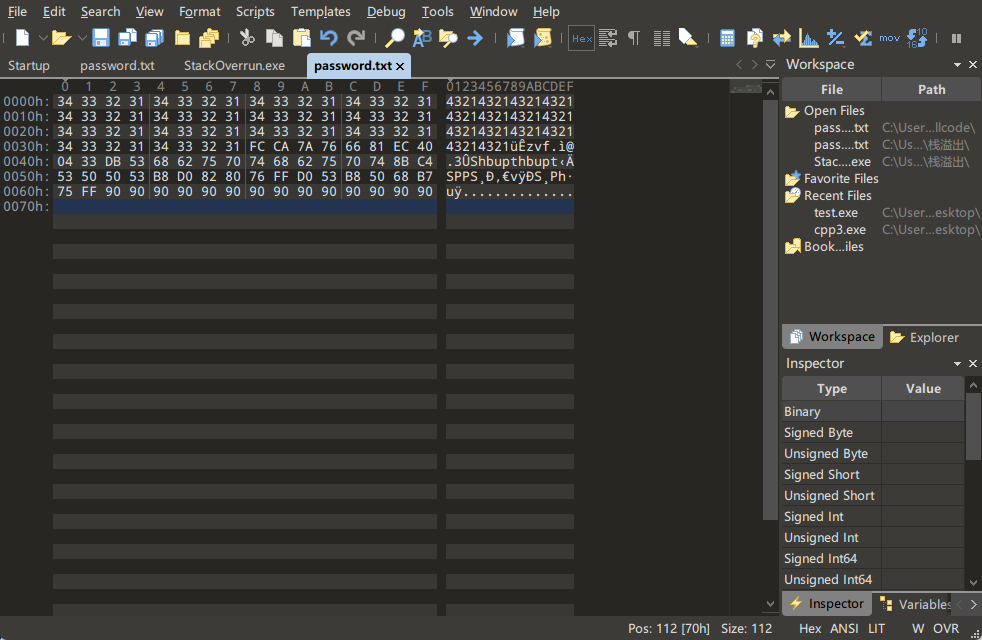 File Edit Search View Format Scripts Templates Debug Tools Window Help
Hex
mov
Startup password.txt StackOverrun.exe password.txt
0 1 2 3 4 5 6 7 8 9 A B C D E F 0123456789ABCDEF
0000h: 34 33 32 31 34 33 32 31 34 33 32 31 34 33 32 31 4321432143214321
0010h: 34 33 32 31 34 33 32 31 34 33 32 31 34 33 32 31 4321432143214321
0020h: 34 33 32 31 34 33 32 31 34 33 32 31 34 33 32 31 4321432143214321
0030h: 34 33 32 31 34 33 32 31 FC CA 7A 76 66 81 EC 40 43214321üÊzvf.ì@
0040h: 04 33 DB 53 68 62 75 70 74 68 62 75 70 74 8B C4 .3ÛShbupthbupt‹Ä
0050h: 53 50 50 53 B8 D0 82 80 76 FF D0 53 B8 50 68 B7 SPPS¸Ð‚€vÿÐS¸Ph·
0060h: 75 FF 90 90 90 90 90 90 90 90 90 90 90 90 90 90 uÿ..............
0070h:
Workspace
File Path
Open Files
pass....txt C:\User...llcode\
pass....txt C:\Us...\栈溢出\
Stac....exe C:\Us...\栈溢出\
Favorite Files
Recent Files
test.exe C:\User...esktop\
cpp3.exe C:\User...esktop\
Book...iles
Workspace Explorer
Inspector
Type Value
Binary
Signed Byte
Unsigned Byte
Signed Short
Unsigned Short
Signed Int
Unsigned Int
Signed Int64
Unsigned Int64
Inspector Variables
Pos: 112 [70h] Size: 112 Hex ANSI LIT W OVR